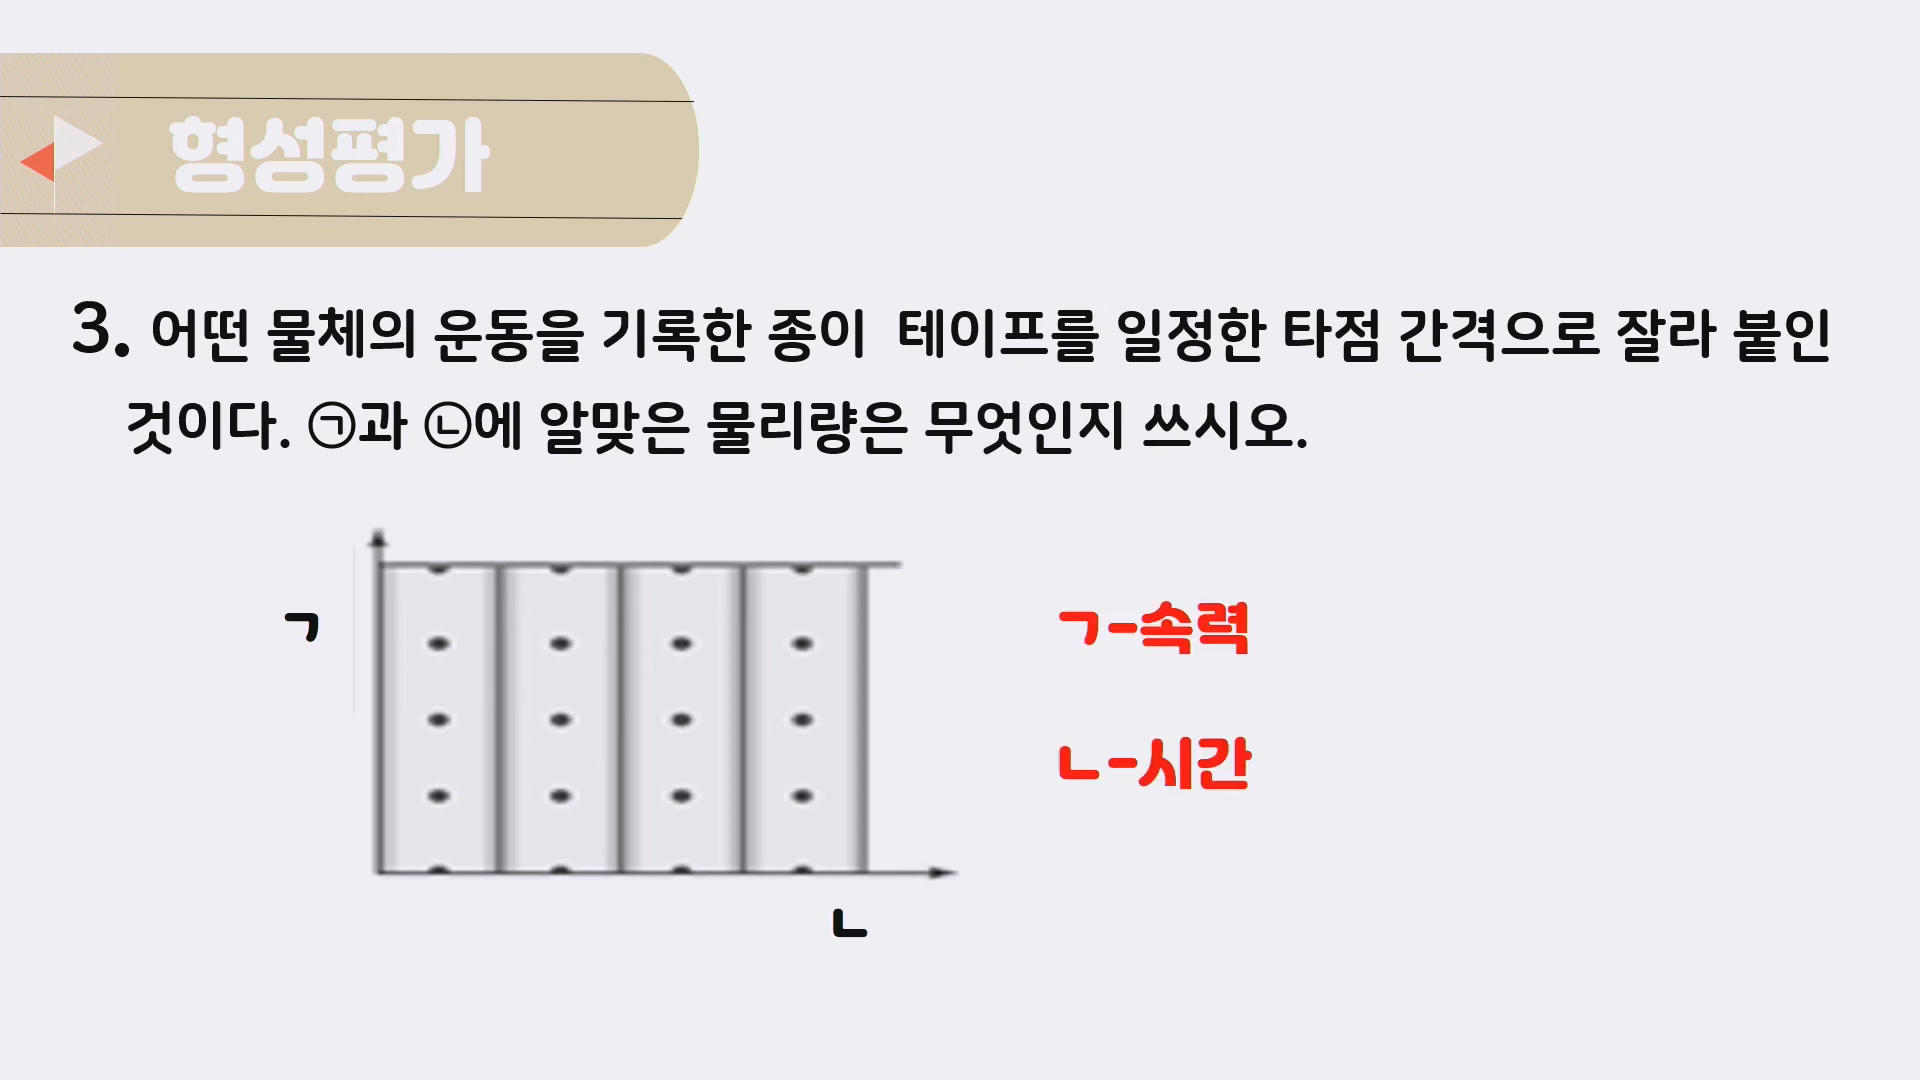 형성평가
3. 어떤 물체의 운동을 기록한 종이 테이프를 일정한 타점 간격으로 잘라 붙인
것이다. ㉠과 ㉡에 알맞은 물리량은 무엇인지 쓰시오.
ㄱ
ㄱ-속력
ㄴ-시간
ㄴ